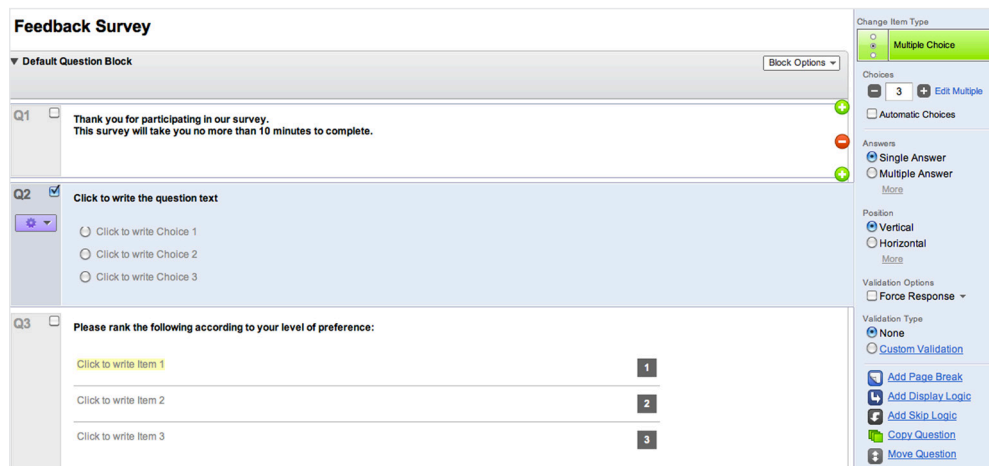 Feedback Survey
Default Question Block
Block Options
Q1
Thank you for participating in our survey.
This survey will take you no more than 10 minutes to complete.
Q2
Click to write the question text
Click to write Choice 1
Click to write Choice 2
Click to write Choice 3
Q3
Please rank the following according to your level of preference:
Click to write Item 1
1
Click to write Item 2
2
Click to write Item 3
3
Change Item Type
Multiple Choice
Choices
3 Edit Multiple
Automatic Choices
Answers
Single Answer
Multiple Answer
More
Position
Vertical
Horizontal
More
Validation Options
Force Response
Validation Type
None
Custom Validation
Add Page Break
Add Display Logic
Add Skip Logic
Copy Question
Move Question